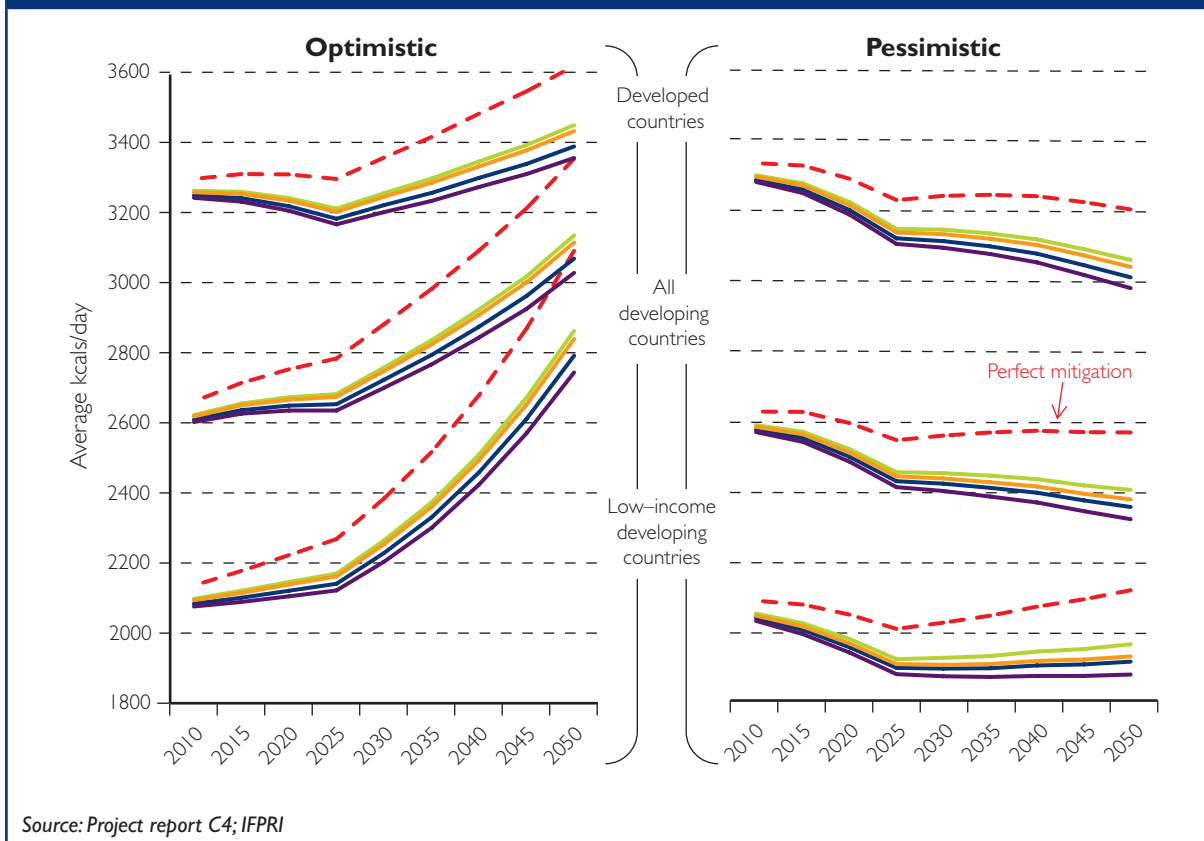 Optimistic
Pessimistic
Average kcals/day
3600
3400
3200
3000
2800
2600
2400
2200
2000
1800
2010
2015
2020
2025
2030
2035
2040
2045
2050
Developed
countries
All
developing
countries
Low–income
developing
countries
Perfect mitigation
2010
2015
2020
2025
2030
2035
2040
2045
2050
Source: Project report C4; IFPRI